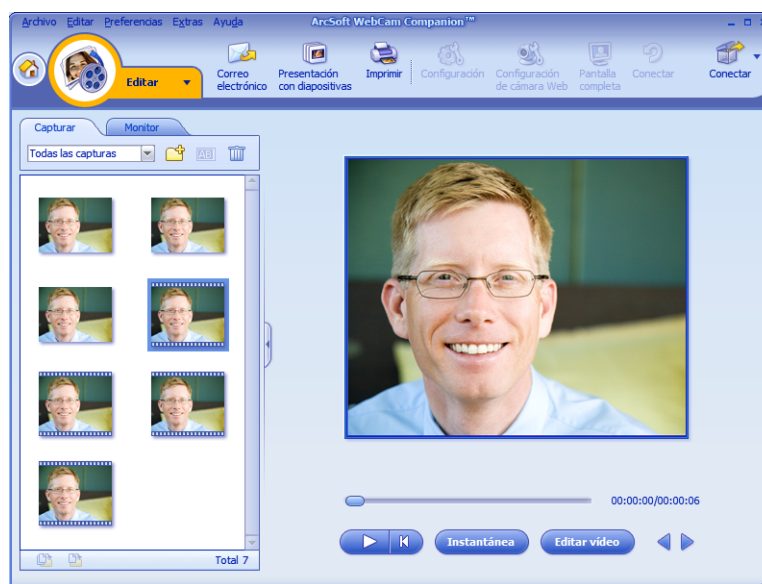 Archivo Editar Preferencias Extras Ayuda
ArcSoft WebCam Companion™
Editar
Correo
electrónico
Presentación
con diapositivas
Imprimir
Configuración
Configuración
de cámara Web
Pantalla
completa
Conectar
Conectar
Capturar
Monitor
Todas las capturas
AB
Total 7
00:00:00/00:00:06
Instantánea
Editar vídeo